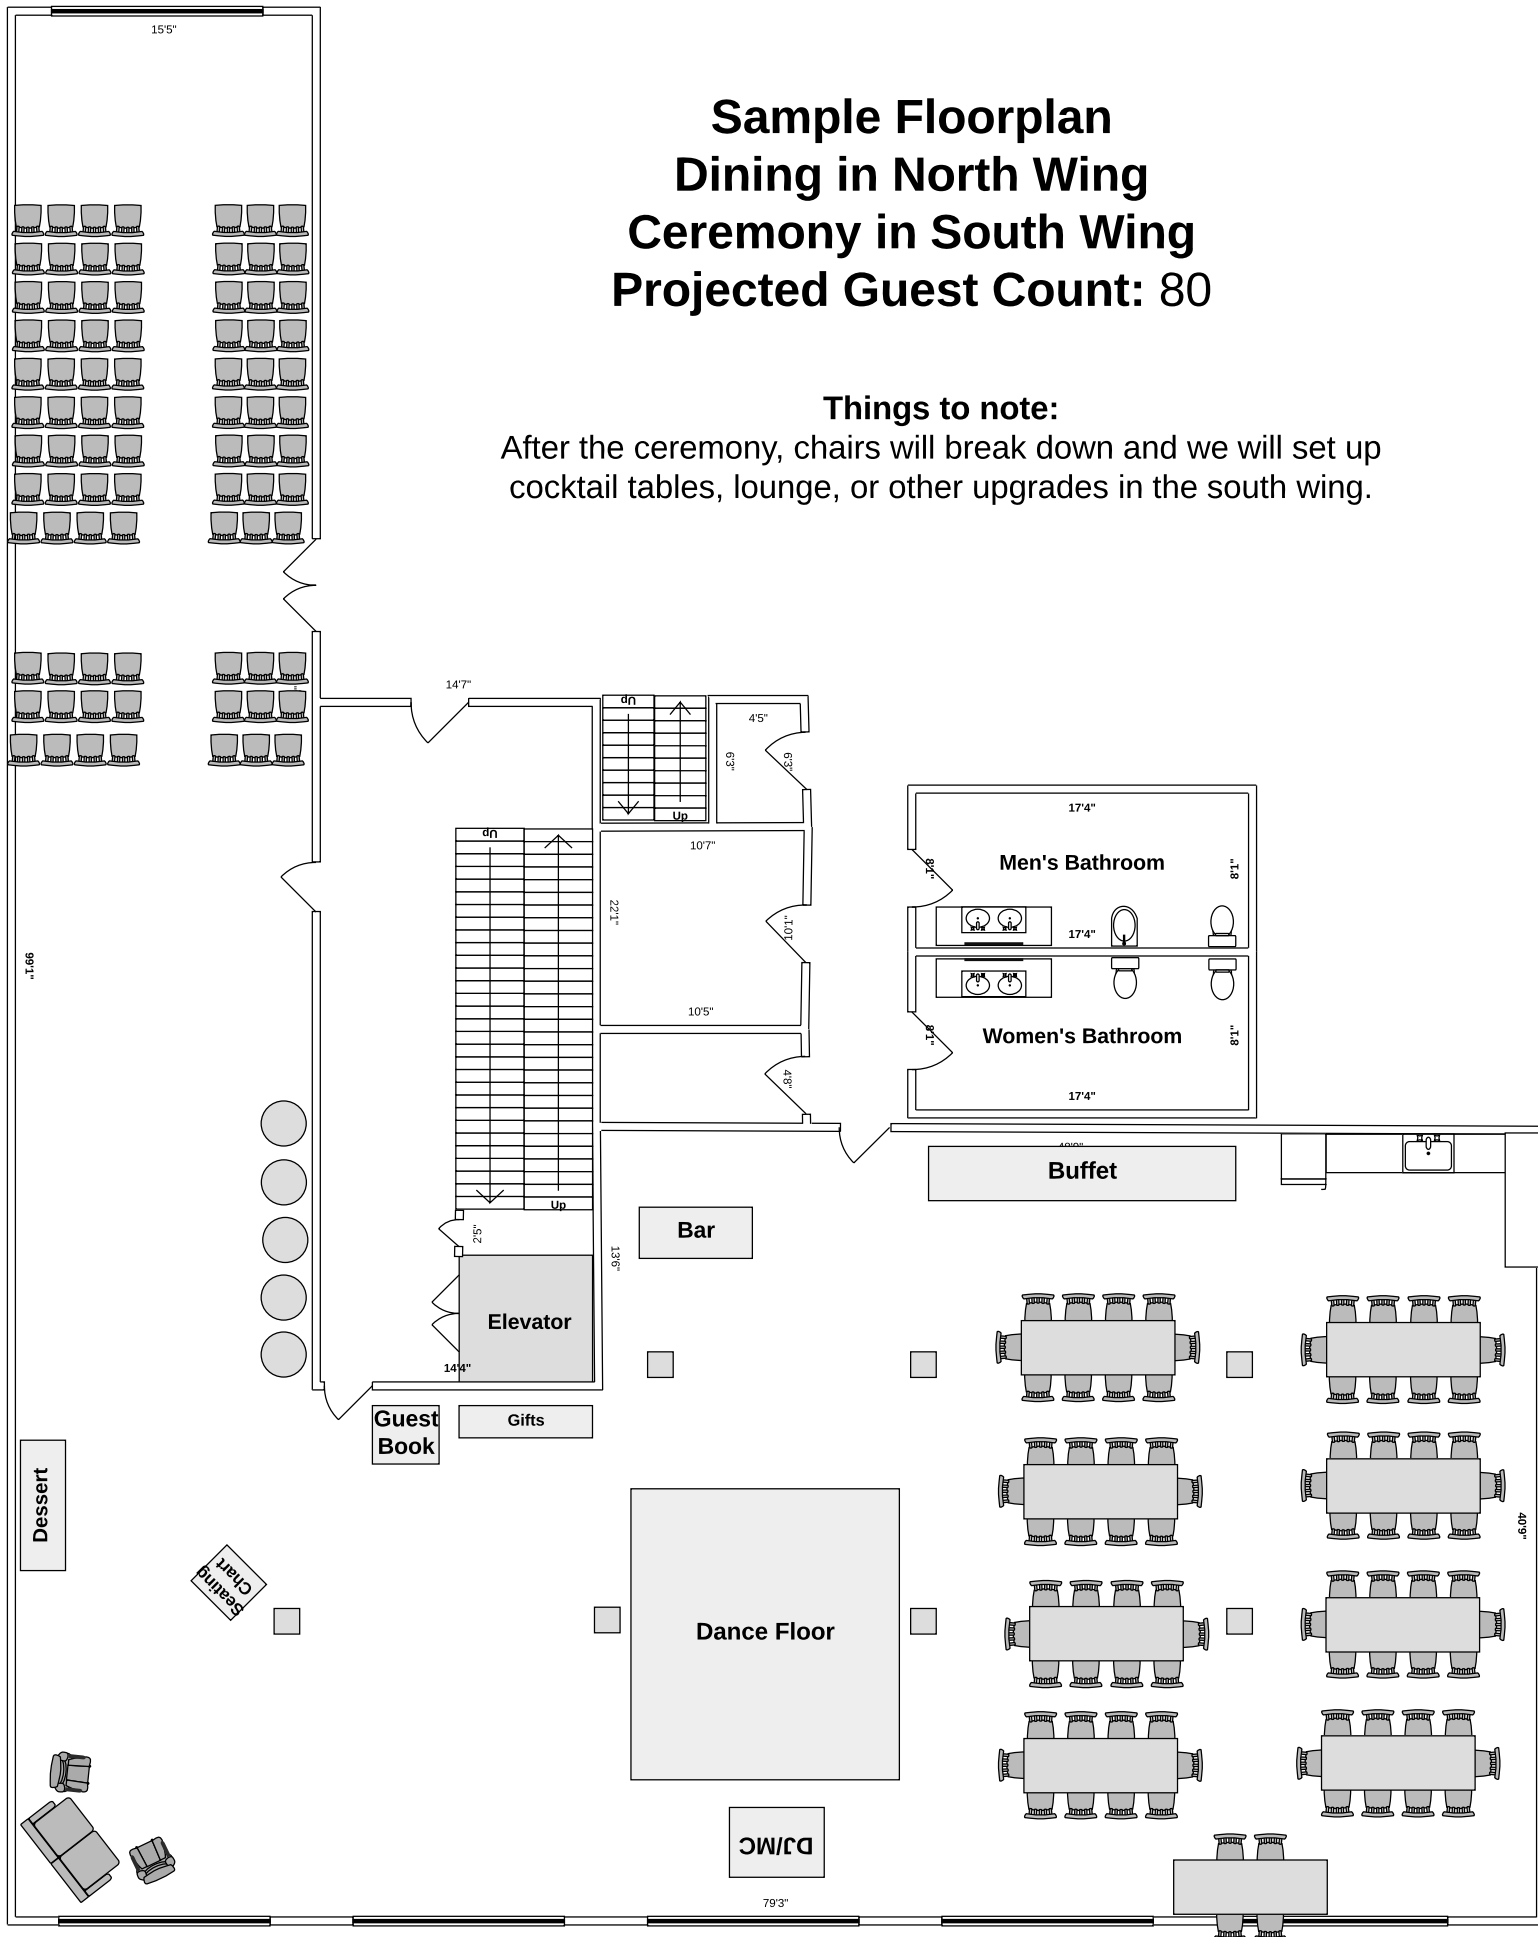 15'5"
Sample Floorplan
Dining in North Wing
Ceremony in South Wing
Projected Guest Count: 80
Things to note:
After the ceremony, chairs will break down and we will set up
cocktail tables, lounge, or other upgrades in the south wing.
14'7"
Up
4'5"
6'3"
6'3"
Up
17'4"
Up
10'7"
Men's Bathroom
8'1"
8'1"
22'1"
10'1"
17'4"
99'1"
10'5"
Women's Bathroom
8'1"
8'1"
4'8"
17'4"
Buffet
Up
Bar
2'5"
13'6"
Elevator
14'4"
Guest
Book
Gifts
Dessert
40'9"
Seating
Chart
Dance Floor
DJ/MC
79'3"